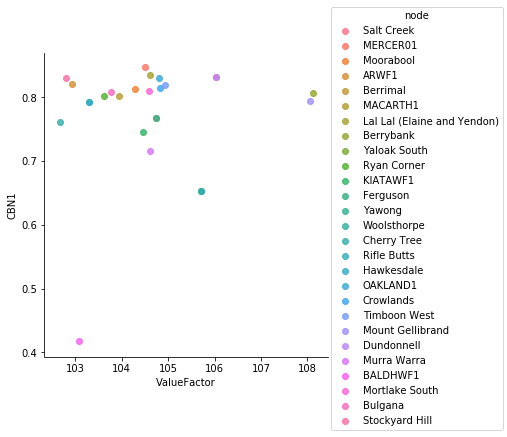 node
Salt Creek
MERCER01
Moorabool
ARWF1
Berrimal
MACARTH1
Lal Lal (Elaine and Yendon)
Berrybank
Yaloak South
Ryan Corner
KIATAWF1
Ferguson
Yawong
Woolsthorpe
Cherry Tree
Rifle Butts
Hawkesdale
OAKLAND1
Crowlands
Timboon West
Mount Gellibrand
Dundonnell
Murra Warra
BALDHWF1
Mortlake South
Bulgana
Stockyard Hill
0.8
0.7
0.6
0.5
0.4
CBN1
103 104 105 106 107 108
ValueFactor